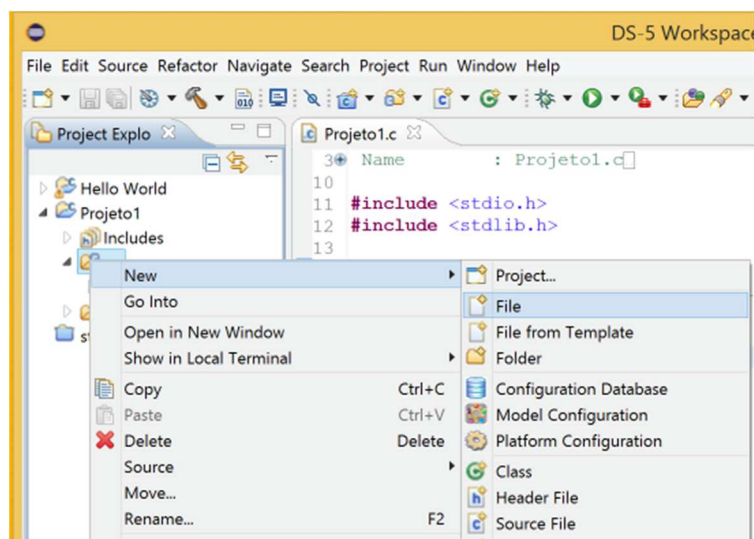 DS-5 Workspace
File Edit Source Refactor Navigate Search Project Run Window Help
010
Project Explo
Projeto1.c
Hello World
Projeto1
Includes
3 Name : Projeto1.c
10
11 #include <stdio.h>
12 #include <stdlib.h>
13
New
Go Into
Open in New Window
Show in Local Terminal
Copy Ctrl+C
Paste Ctrl+V
Delete Delete
Source
Move...
Rename... F2
Project...
File
File from Template
Folder
Configuration Database
Model Configuration
Platform Configuration
Class
Header File
Source File